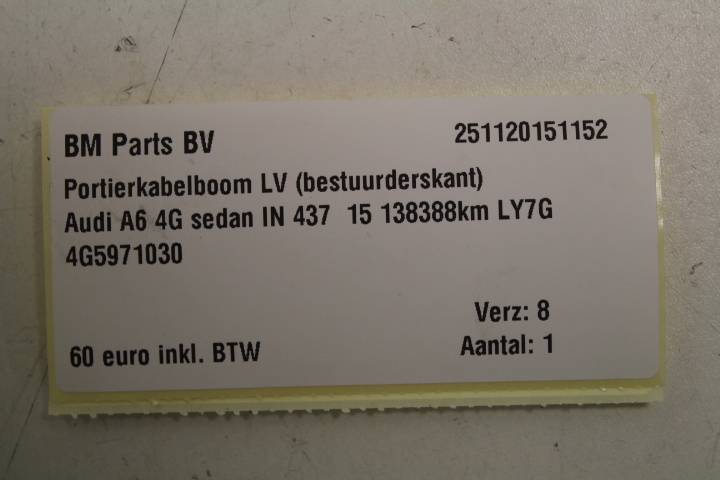 BM Parts BV 251120151152
Portierkabelboom LV (bestuurderskant)
Audi A6 4G sedan IN 437 15 138388km LY7G
4G5971030
Verz: 8
60 euro inkl. BTW Aantal: 1